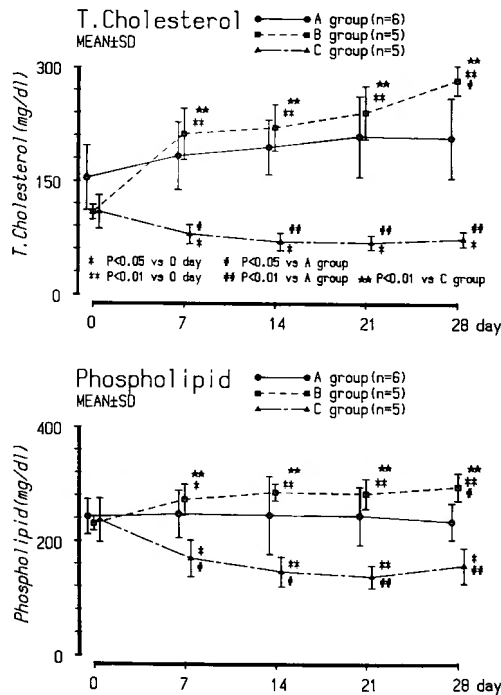 T.Cholesterol
MEAN±SD
A group(n=6)
B group(n=5)
C group(n=5)
300
150
0
T.Cholesterol(mg/dl)
** ‡‡
** ‡‡
** ‡‡
** ‡‡ #
# ‡
## ‡
## ‡
## ‡
‡ P<0.05 vs 0 day # P<0.05 vs A group
‡‡ P<0.01 vs 0 day ## P<0.01 vs A group ** P<0.01 vs C group
0 7 14 21 28 day
Phospholipid
MEAN±SD
A group(n=6)
B group(n=5)
C group(n=5)
400
200
0
Phospholipid(mg/dl)
** ‡
** ‡‡
** ‡‡
** ‡‡ #
‡ #
‡‡ #
‡‡ ##
‡ ##
0 7 14 21 28 day